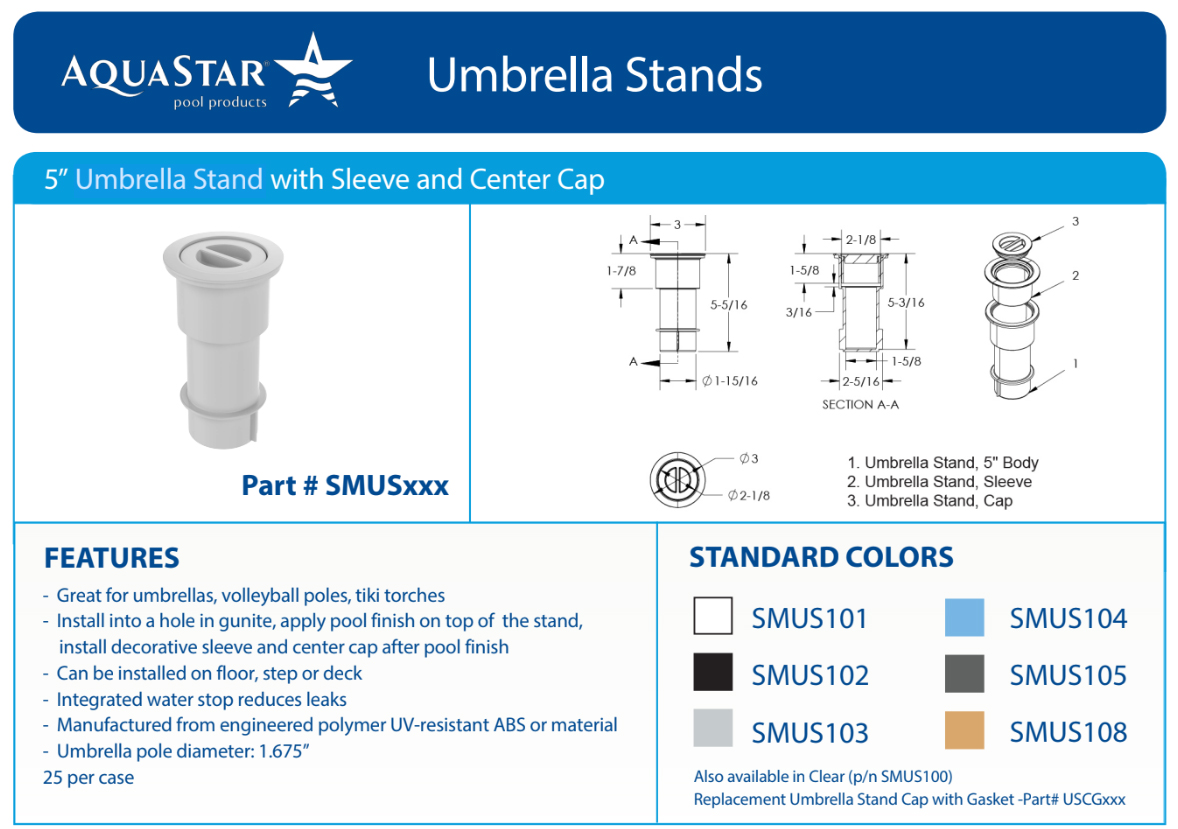 AQUASTAR®
pool products
Umbrella Stands
5” Umbrella Stand with Sleeve and Center Cap
Part # SMUSxxx
3
A
1-7/8
5-5/16
A
Ø 1-15/16
2-1/8
1-5/8
3/16
5-3/16
1-5/8
2-5/16
SECTION A-A
3
2
1
Ø 3
Ø 2-1/8
1. Umbrella Stand, 5" Body
2. Umbrella Stand, Sleeve
3. Umbrella Stand, Cap
FEATURES
- Great for umbrellas, volleyball poles, tiki torches
- Install into a hole in gunite, apply pool finish on top of the stand,
install decorative sleeve and center cap after pool finish
- Can be installed on floor, step or deck
- Integrated water stop reduces leaks
- Manufactured from engineered polymer UV-resistant ABS or material
- Umbrella pole diameter: 1.675”
25 per case
STANDARD COLORS
SMUS101
SMUS104
SMUS102
SMUS105
SMUS103
SMUS108
Also available in Clear (p/n SMUS100)
Replacement Umbrella Stand Cap with Gasket -Part# USCGxxx